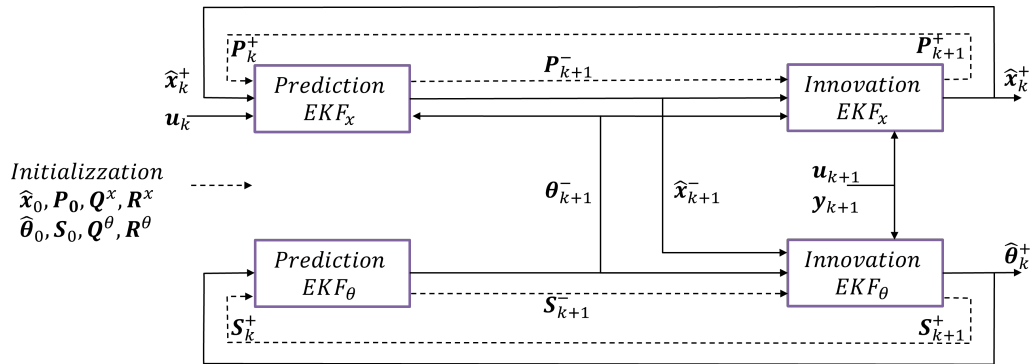 P_k^+
P_{k+1}^-
P_{k+1}^+
x̂_k^+
Prediction
EKF_x
Innovation
EKF_x
x̂_k^+
u_k
Initializzation
x̂_0, P_0, Q^x, R^x
θ̂_0, S_0, Q^θ, R^θ
θ_{k+1}^-
x̂_{k+1}^-
u_{k+1}
y_{k+1}
Prediction
EKF_θ
Innovation
EKF_θ
θ̂_k^+
S_k^+
S_{k+1}^-
S_{k+1}^+